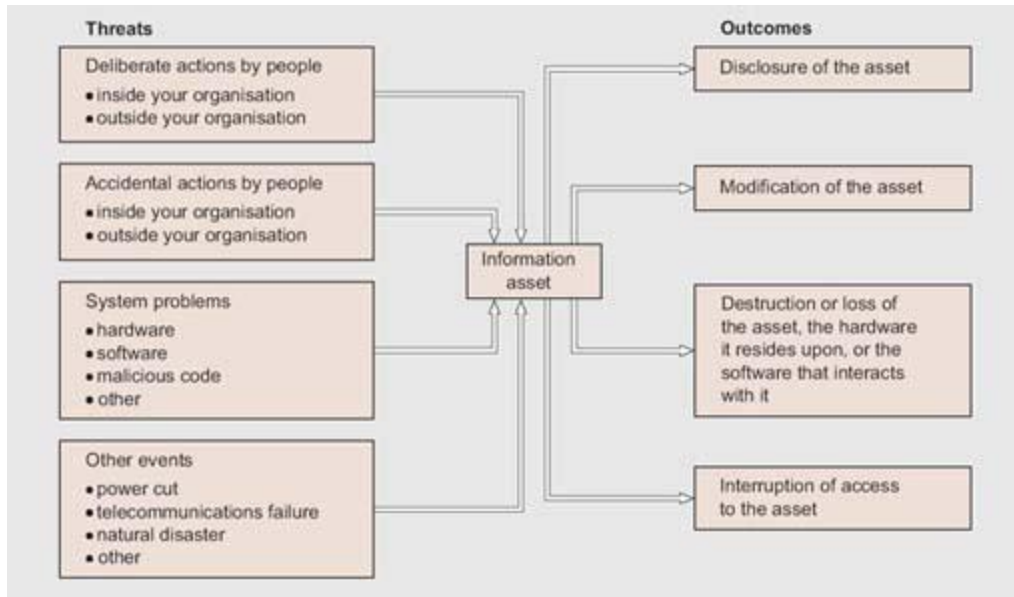 Threats
Deliberate actions by people
▪ inside your organisation
▪ outside your organisation
Accidental actions by people
▪ inside your organisation
▪ outside your organisation
System problems
▪ hardware
▪ software
▪ malicious code
▪ other
Other events
▪ power cut
▪ telecommunications failure
▪ natural disaster
▪ other
Information
asset
Outcomes
Disclosure of the asset
Modification of the asset
Destruction or loss of
the asset, the hardware
it resides upon, or the
software that interacts
with it
Interruption of access
to the asset